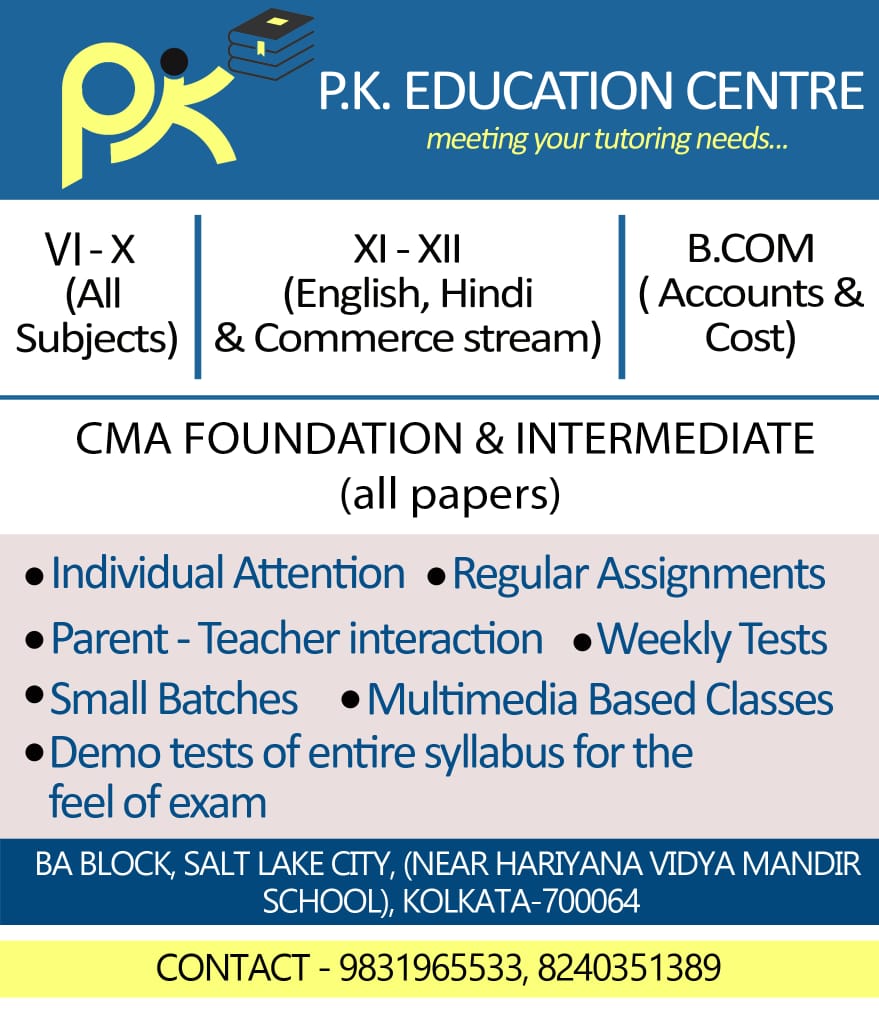 PK
P.K. EDUCATION CENTRE
meeting your tutoring needs...
VI - X
(All
Subjects)
XI - XII
(English, Hindi
& Commerce stream)
B.COM
( Accounts &
Cost)
CMA FOUNDATION & INTERMEDIATE
(all papers)
•Individual Attention •Regular Assignments
•Parent - Teacher interaction •Weekly Tests
•Small Batches •Multimedia Based Classes
•Demo tests of entire syllabus for the
feel of exam
BA BLOCK, SALT LAKE CITY, (NEAR HARIYANA VIDYA MANDIR
SCHOOL), KOLKATA-700064
CONTACT - 9831965533, 8240351389